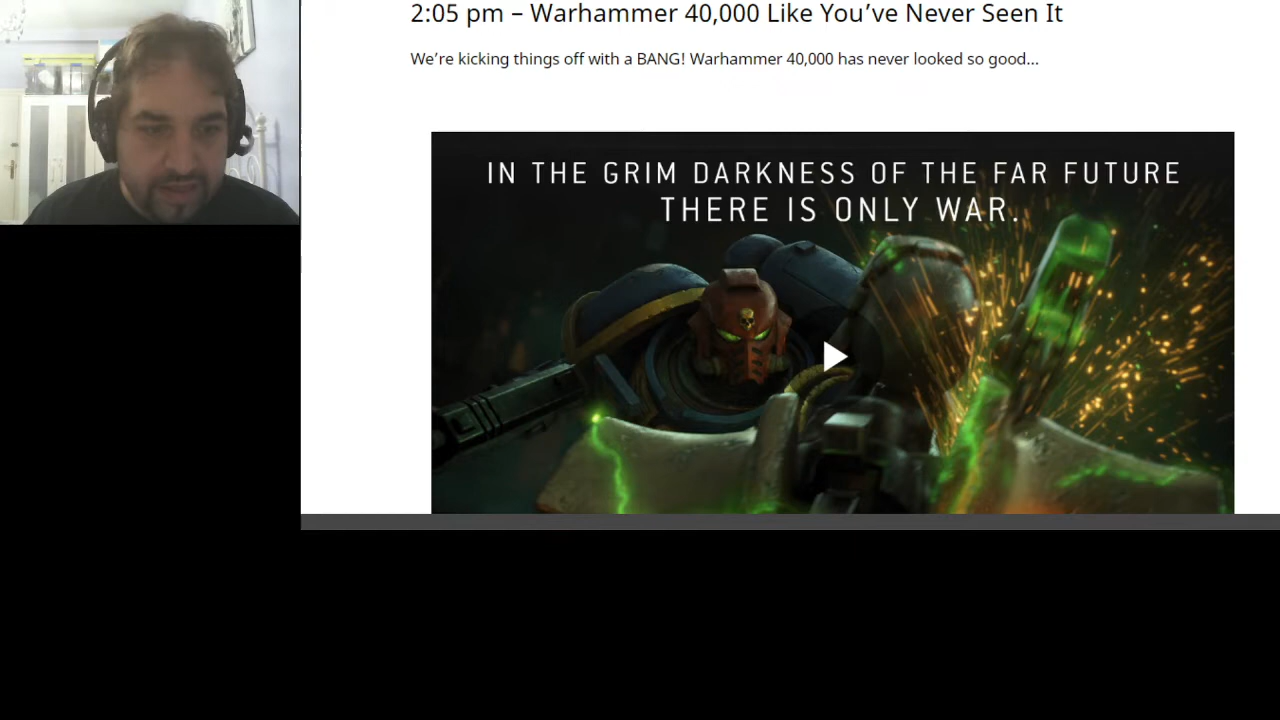 2:05 pm – Warhammer 40,000 Like You’ve Never Seen It
We’re kicking things off with a BANG! Warhammer 40,000 has never looked so good...
IN THE GRIM DARKNESS OF THE FAR FUTURE
THERE IS ONLY WAR.